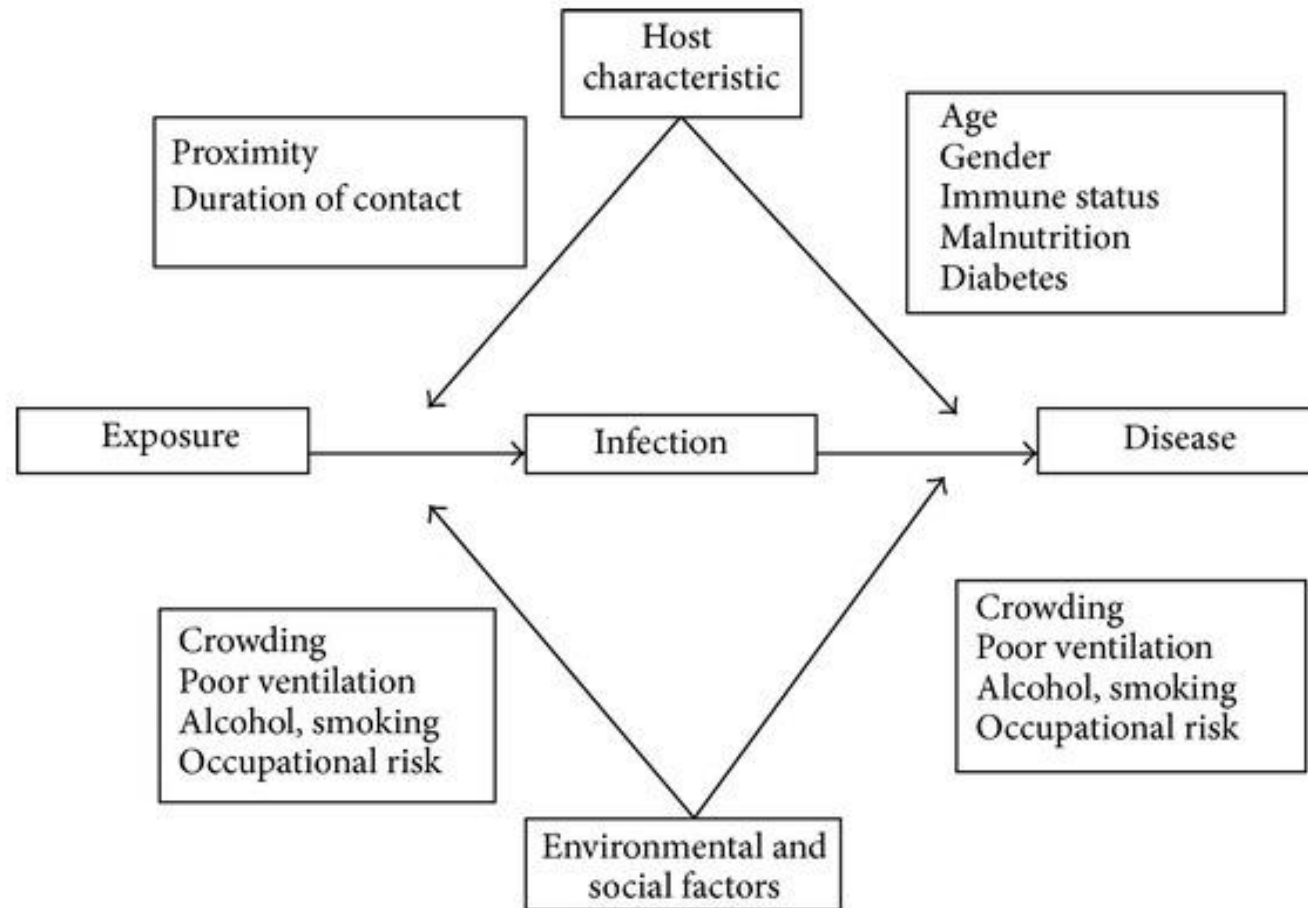 Host
characteristic
Proximity
Duration of contact
Age
Gender
Immune status
Malnutrition
Diabetes
Exposure
Infection
Disease
Crowding
Poor ventilation
Alcohol, smoking
Occupational risk
Crowding
Poor ventilation
Alcohol, smoking
Occupational risk
Environmental and
social factors